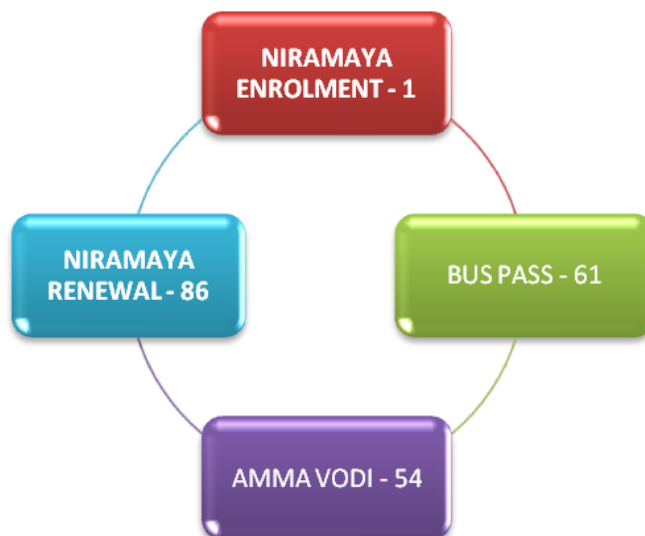 NIRAMAYA
ENROLMENT - 1
BUS PASS - 61
AMMA VODI - 54
NIRAMAYA
RENEWAL - 86